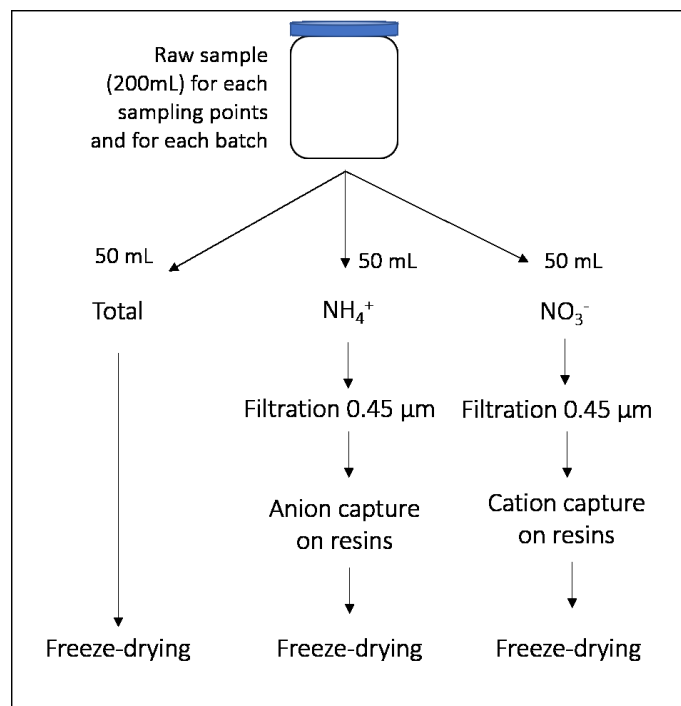 Raw sample
(200mL) for each
sampling points
and for each batch
50 mL
50 mL
50 mL
Total
NH₄⁺
NO₃⁻
Filtration 0.45 µm
Filtration 0.45 µm
Anion capture
on resins
Cation capture
on resins
Freeze-drying
Freeze-drying
Freeze-drying